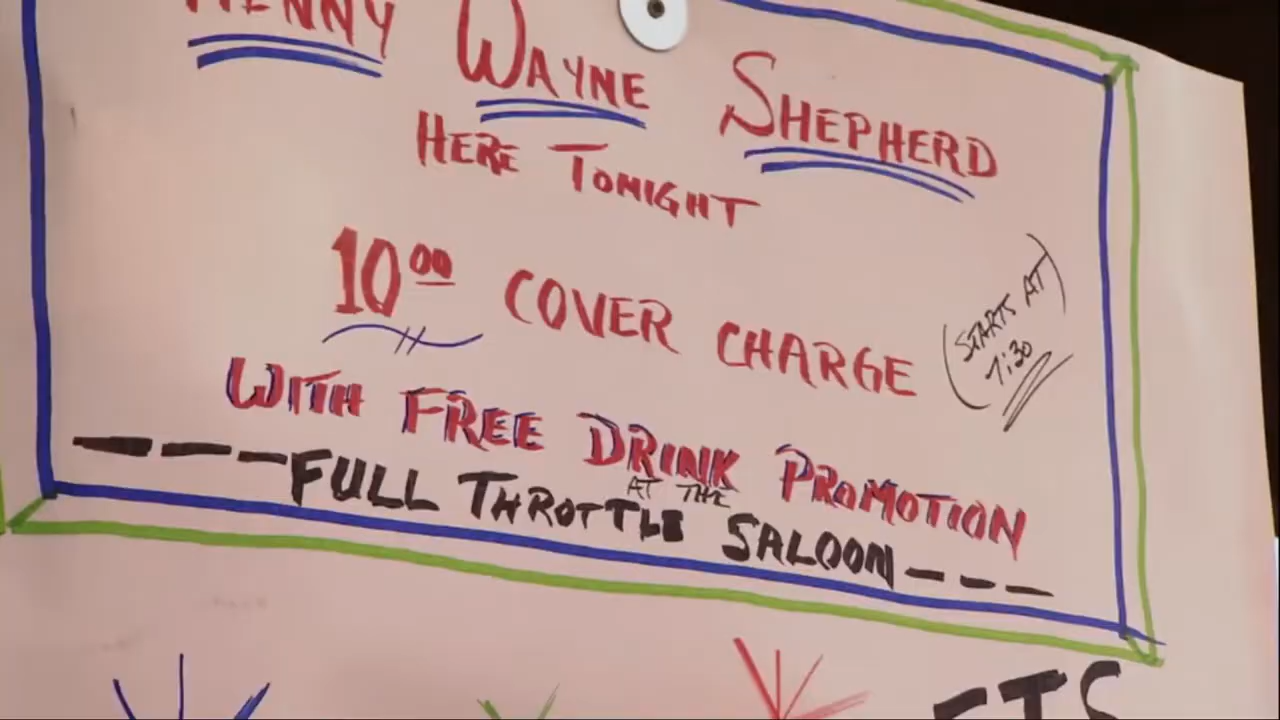 KENNY WAYNE SHEPHERD
HERE TONIGHT
10⁰⁰ COVER CHARGE
(STARTS AT
7:30)
WITH FREE DRINK PROMOTION
AT THE
---FULL THROTTLE SALOON---